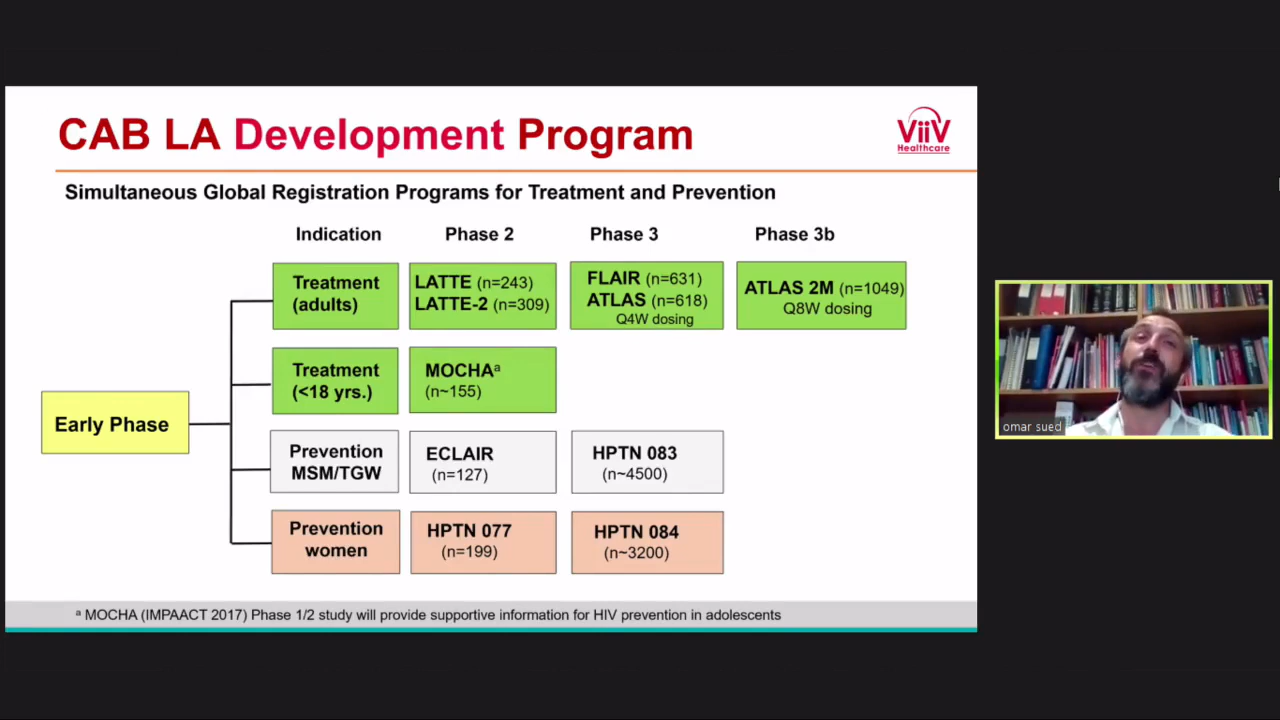 CAB LA Development Program
ViiV
Healthcare
Simultaneous Global Registration Programs for Treatment and Prevention
Indication
Phase 2
Phase 3
Phase 3b
Treatment
(adults)
LATTE (n=243)
LATTE-2 (n=309)
FLAIR (n=631)
ATLAS (n=618)
Q4W dosing
ATLAS 2M (n=1049)
Q8W dosing
Treatment
(<18 yrs.)
MOCHAᵃ
(n~155)
Early Phase
Prevention
MSM/TGW
ECLAIR
(n=127)
HPTN 083
(n~4500)
Prevention
women
HPTN 077
(n=199)
HPTN 084
(n~3200)
ᵃ MOCHA (IMPAACT 2017) Phase 1/2 study will provide supportive information for HIV prevention in adolescents
omar sued